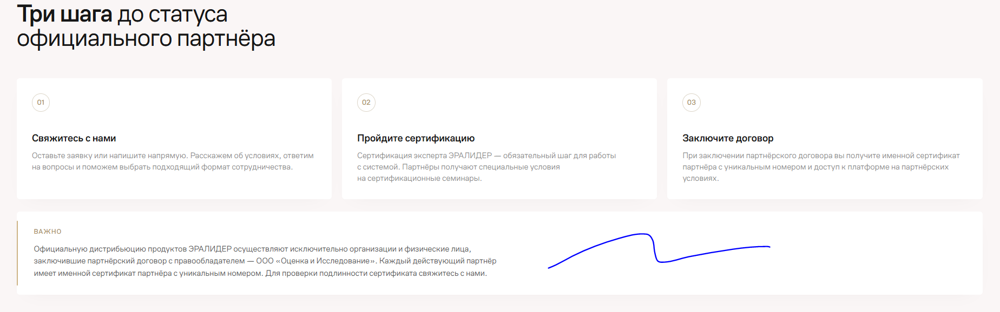 Три шага до статуса
официального партнёра
01
Свяжитесь с нами
Оставьте заявку или напишите напрямую. Расскажем об условиях, ответим
на вопросы и поможем выбрать подходящий формат сотрудничества.
02
Пройдите сертификацию
Сертификация эксперта ЭРАЛИДЕР — обязательный шаг для работы
с системой. Партнёры получают специальные условия
на сертификационные семинары.
03
Заключите договор
При заключении партнёрского договора вы получите именной сертификат
партнёра с уникальным номером и доступ к платформе на партнёрских
условиях.
ВАЖНО
Официальную дистрибьюцию продуктов ЭРАЛИДЕР осуществляют исключительно организации и физические лица,
заключившие партнёрский договор с правообладателем — ООО «Оценка и Исследование». Каждый действующий партнёр
имеет именной сертификат партнёра с уникальным номером. Для проверки подлинности сертификата свяжитесь с нами.